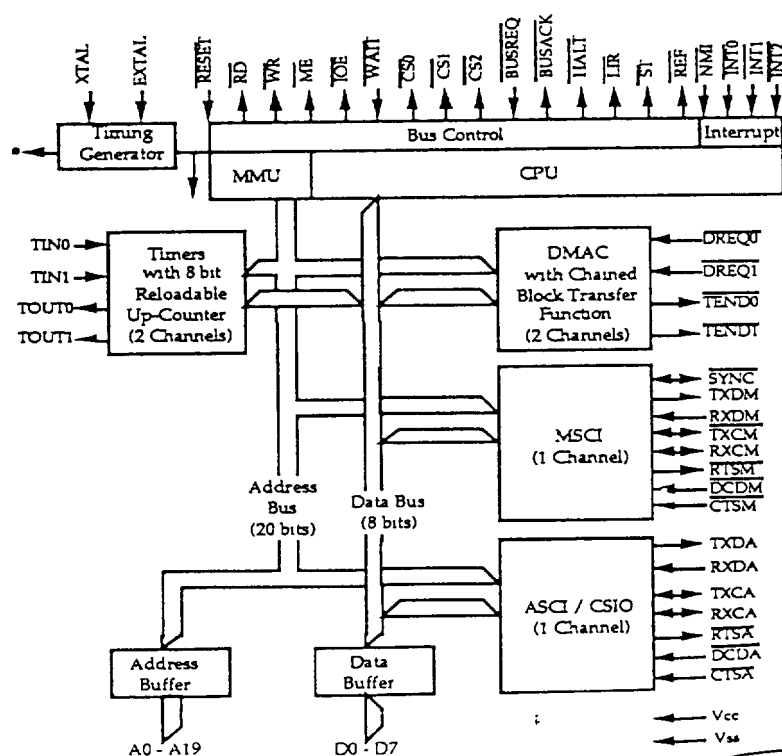 XTAL
EXTAL
RESET
RD
WR
ME
IOE
WAIT
CS0
CS1
CS2
BUSREQ
BUSACK
HALT
LIR
ST
REF
NMI
INT0
INT1
INT2
Timing
Generator
Bus Control
Interrupt
MMU
CPU
TIN0
TIN1
TOUT0
TOUT1
Timers
with 8 bit
Reloadable
Up-Counter
(2 Channels)
DMAC
with Chained
Block Transfer
Function
(2 Channels)
DREQ0
DREQ1
TEND0
TEND1
MSCI
(1 Channel)
SYNC
TXDM
RXDM
TXCM
RXCM
RTSM
DCDM
CTSM
Address
Bus
(20 bits)
Data Bus
(8 bits)
ASCI / CSIO
(1 Channel)
TXDA
RXDA
TXCA
RXCA
RTSA
DCDA
CTSA
Address
Buffer
Data
Buffer
Vcc
Vss
A0 - A19
D0 - D7